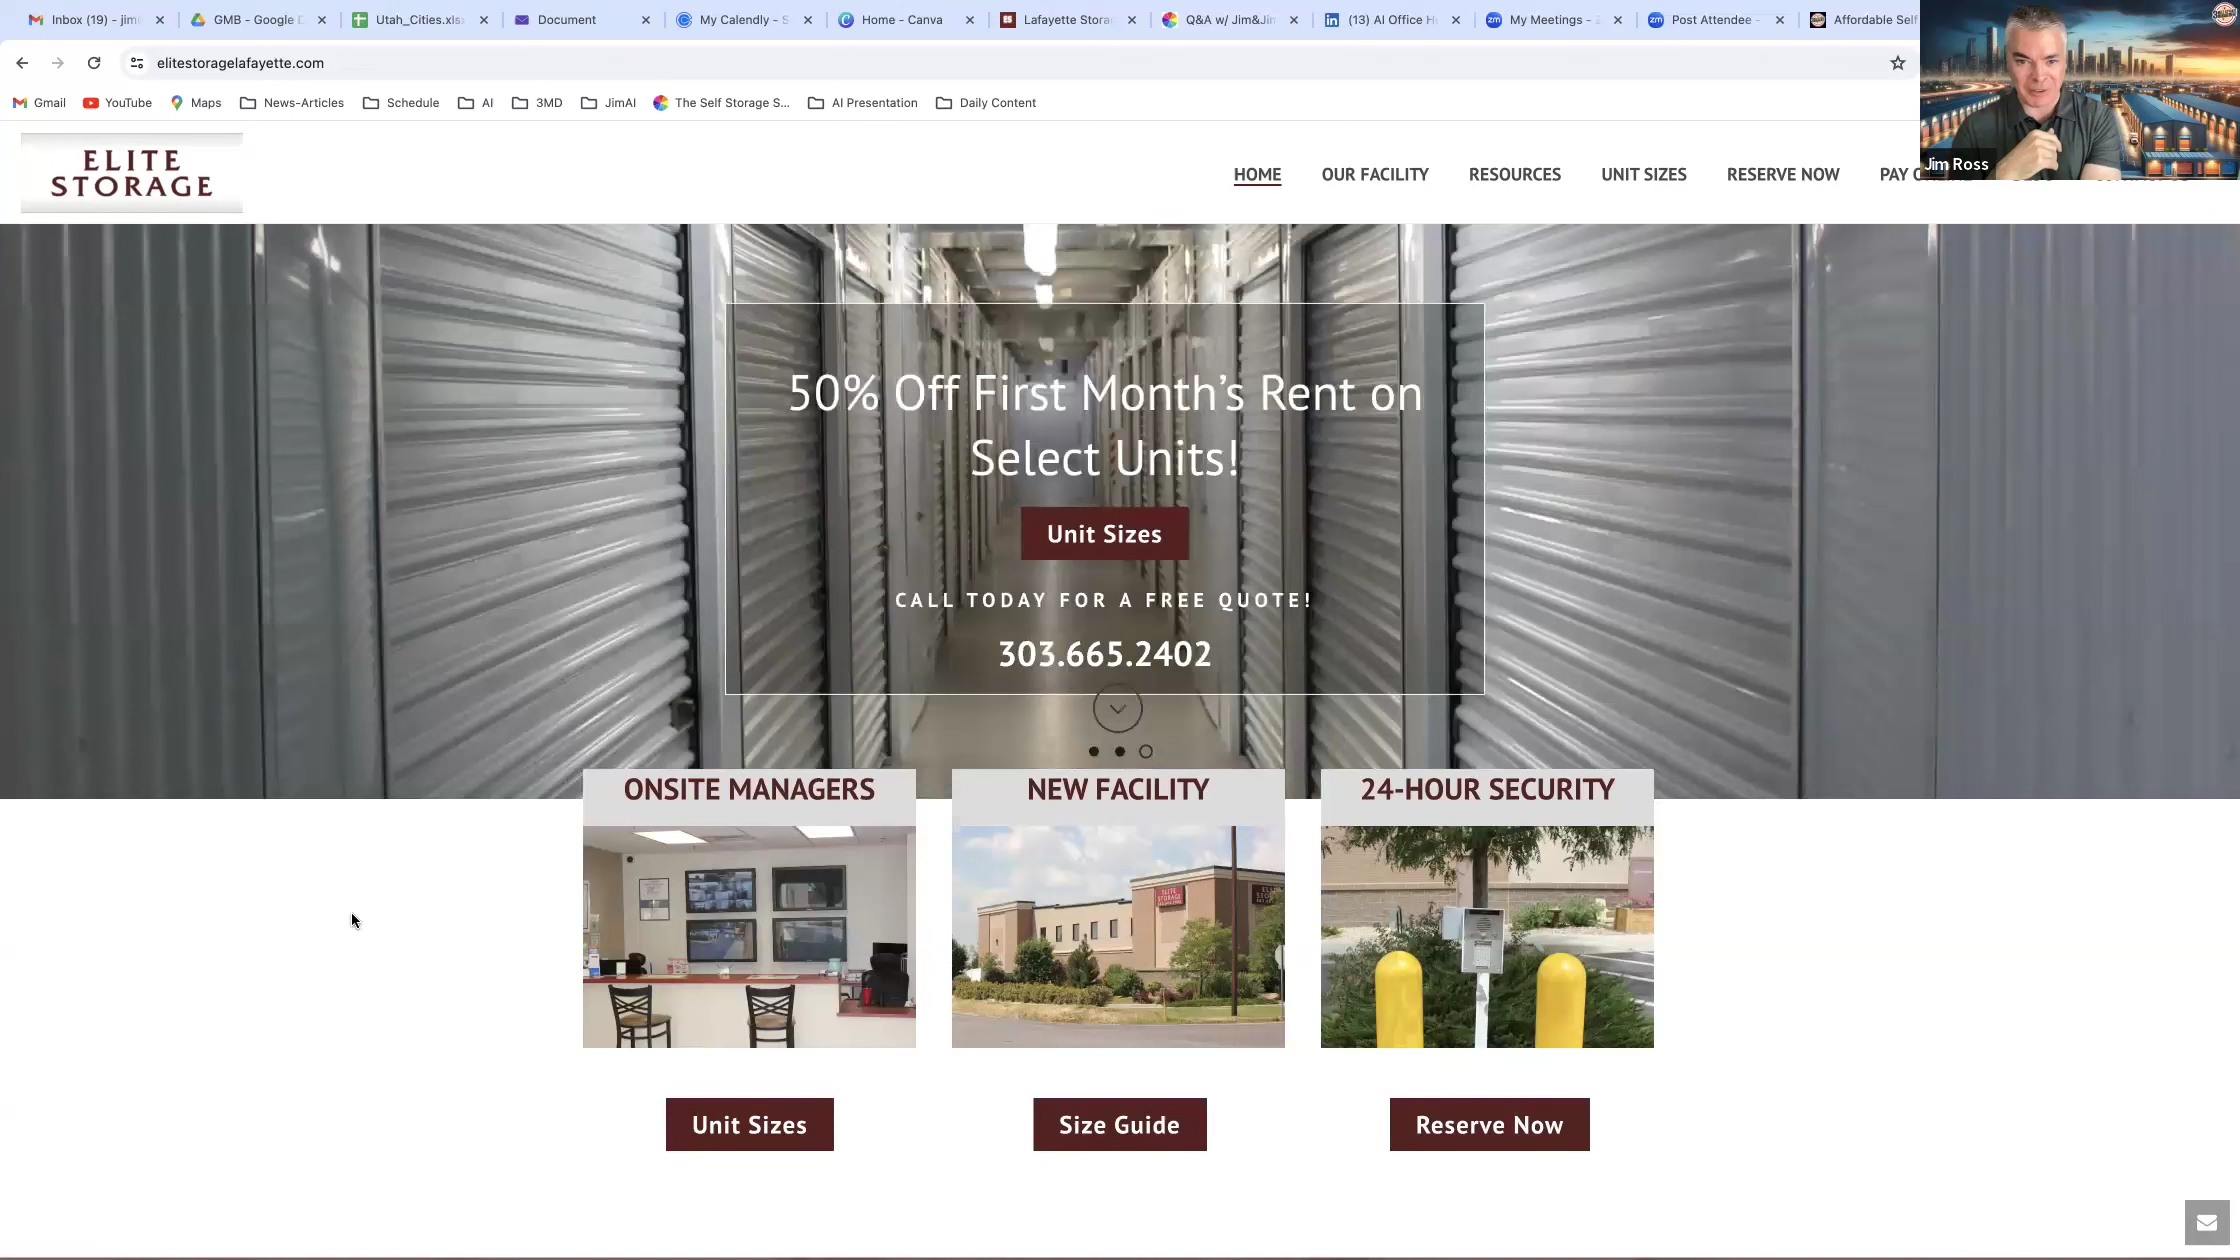 Inbox (19) - jim
GMB - Google D
Utah_Cities.xls
Document
My Calendly - S
Home - Canva
Lafayette Stora
Q&A w/ Jim&Jin
(13) AI Office H
My Meetings -
Post Attendee -
Affordable Self
elitestoragelafayette.com
Gmail
YouTube
Maps
News-Articles
Schedule
AI
3MD
JimAI
The Self Storage S...
AI Presentation
Daily Content
Jim Ross
ELITE
STORAGE
HOME
OUR FACILITY
RESOURCES
UNIT SIZES
RESERVE NOW
PAY
50% Off First Month’s Rent on
Select Units!
Unit Sizes
CALL TODAY FOR A FREE QUOTE!
303.665.2402
ONSITE MANAGERS
NEW FACILITY
24-HOUR SECURITY
ELITE
STORAGE
Unit Sizes
Size Guide
Reserve Now